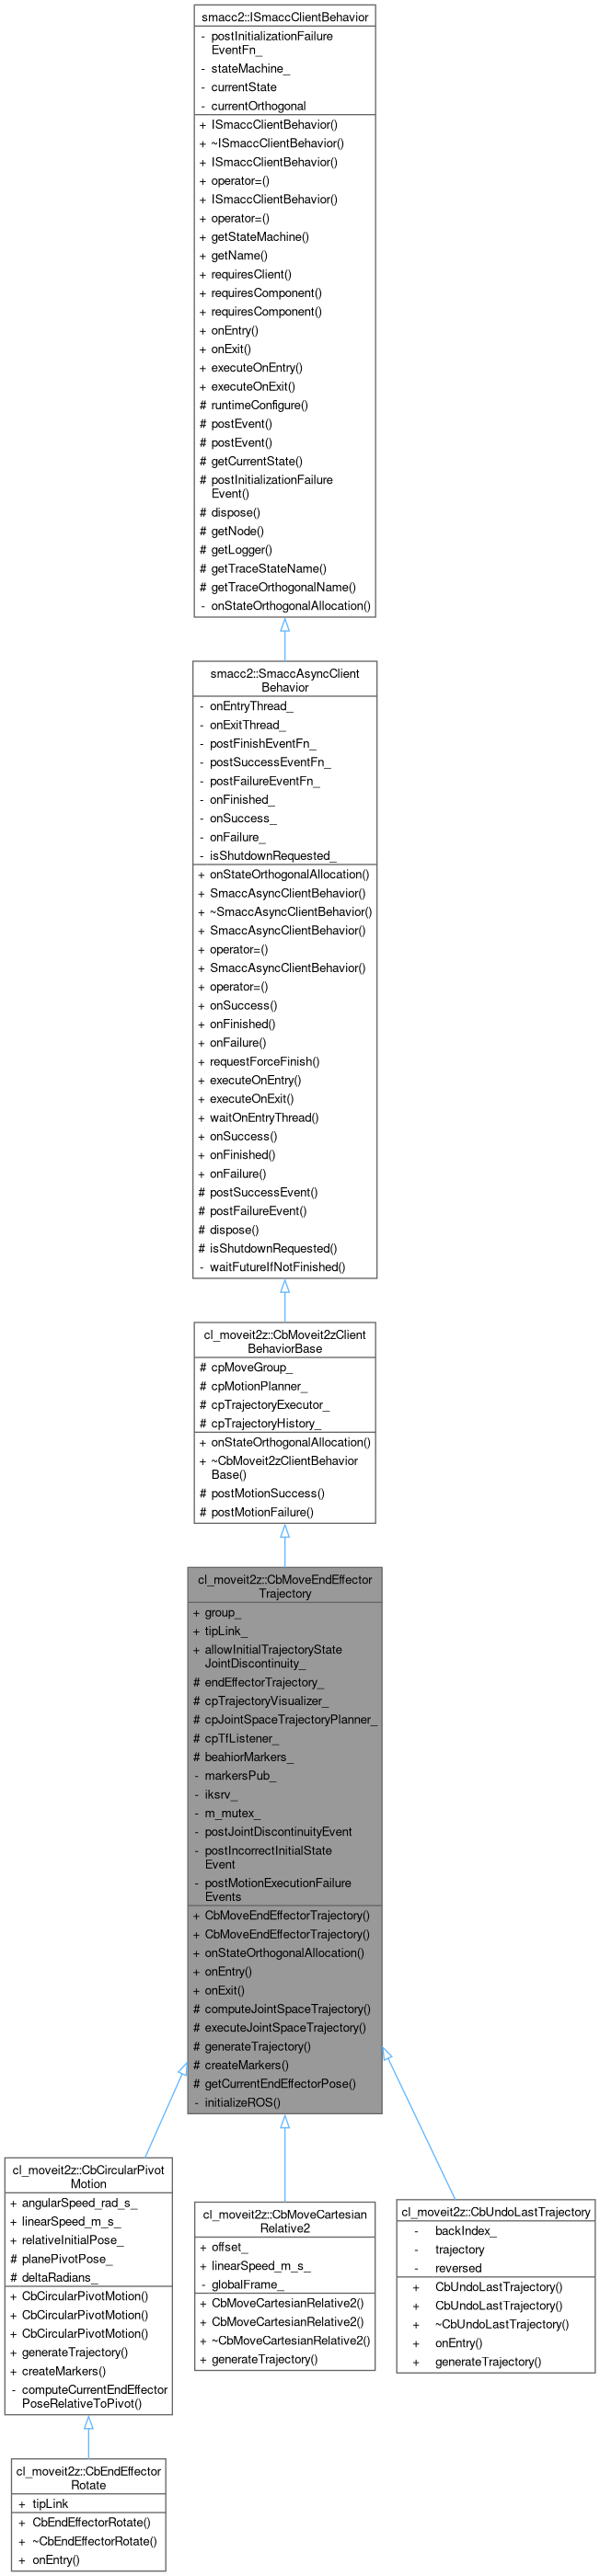 smacc2::ISmaccClientBehavior
- postInitializationFailure
EventFn_
- stateMachine_
- currentState
- currentOrthogonal
+ ISmaccClientBehavior()
+ ~ISmaccClientBehavior()
+ ISmaccClientBehavior()
+ operator=()
+ ISmaccClientBehavior()
+ operator=()
+ getStateMachine()
+ getName()
+ requiresClient()
+ requiresComponent()
+ requiresComponent()
+ onEntry()
+ onExit()
+ executeOnEntry()
+ executeOnExit()
# runtimeConfigure()
# postEvent()
# postEvent()
# getCurrentState()
# postInitializationFailure
Event()
# dispose()
# getNode()
# getLogger()
# getTraceStateName()
# getTraceOrthogonalName()
- onStateOrthogonalAllocation()
smacc2::SmaccAsyncClient
Behavior
- onEntryThread_
- onExitThread_
- postFinishEventFn_
- postSuccessEventFn_
- postFailureEventFn_
- onFinished_
- onSuccess_
- onFailure_
- isShutdownRequested_
+ onStateOrthogonalAllocation()
+ SmaccAsyncClientBehavior()
+ ~SmaccAsyncClientBehavior()
+ SmaccAsyncClientBehavior()
+ operator=()
+ SmaccAsyncClientBehavior()
+ operator=()
+ onSuccess()
+ onFinished()
+ onFailure()
+ requestForceFinish()
+ executeOnEntry()
+ executeOnExit()
+ waitOnEntryThread()
+ onSuccess()
+ onFinished()
+ onFailure()
# postSuccessEvent()
# postFailureEvent()
# dispose()
# isShutdownRequested()
- waitFutureIfNotFinished()
cl_moveit2z::CbMoveit2zClient
BehaviorBase
# cpMoveGroup_
# cpMotionPlanner_
# cpTrajectoryExecutor_
# cpTrajectoryHistory_
+ onStateOrthogonalAllocation()
+ ~CbMoveit2zClientBehavior
Base()
# postMotionSuccess()
# postMotionFailure()
cl_moveit2z::CbMoveEndEffector
Trajectory
+ group_
+ tipLink_
+ allowInitialTrajectoryState
JointDiscontinuity_
# endEffectorTrajectory_
# cpTrajectoryVisualizer_
# cpJointSpaceTrajectoryPlanner_
# cpTfListener_
# beahiorMarkers_
- markersPub_
- iksrv_
- m_mutex_
- postJointDiscontinuityEvent
- postIncorrectInitialState
Event
- postMotionExecutionFailure
Events
+ CbMoveEndEffectorTrajectory()
+ CbMoveEndEffectorTrajectory()
+ onStateOrthogonalAllocation()
+ onEntry()
+ onExit()
# computeJointSpaceTrajectory()
# executeJointSpaceTrajectory()
# generateTrajectory()
# createMarkers()
# getCurrentEndEffectorPose()
- initializeROS()
cl_moveit2z::CbCircularPivot
Motion
+ angularSpeed_rad_s_
+ linearSpeed_m_s_
+ relativeInitialPose_
# planePivotPose_
# deltaRadians_
+ CbCircularPivotMotion()
+ CbCircularPivotMotion()
+ CbCircularPivotMotion()
+ generateTrajectory()
+ createMarkers()
- computeCurrentEndEffector
PoseRelativeToPivot()
cl_moveit2z::CbMoveCartesian
Relative2
+ offset_
+ linearSpeed_m_s_
- globalFrame_
+ CbMoveCartesianRelative2()
+ CbMoveCartesianRelative2()
+ ~CbMoveCartesianRelative2()
+ generateTrajectory()
cl_moveit2z::CbUndoLastTrajectory
- backIndex_
- trajectory
- reversed
+ CbUndoLastTrajectory()
+ CbUndoLastTrajectory()
+ ~CbUndoLastTrajectory()
+ onEntry()
+ generateTrajectory()
cl_moveit2z::CbEndEffector
Rotate
+ tipLink
+ CbEndEffectorRotate()
+ ~CbEndEffectorRotate()
+ onEntry()